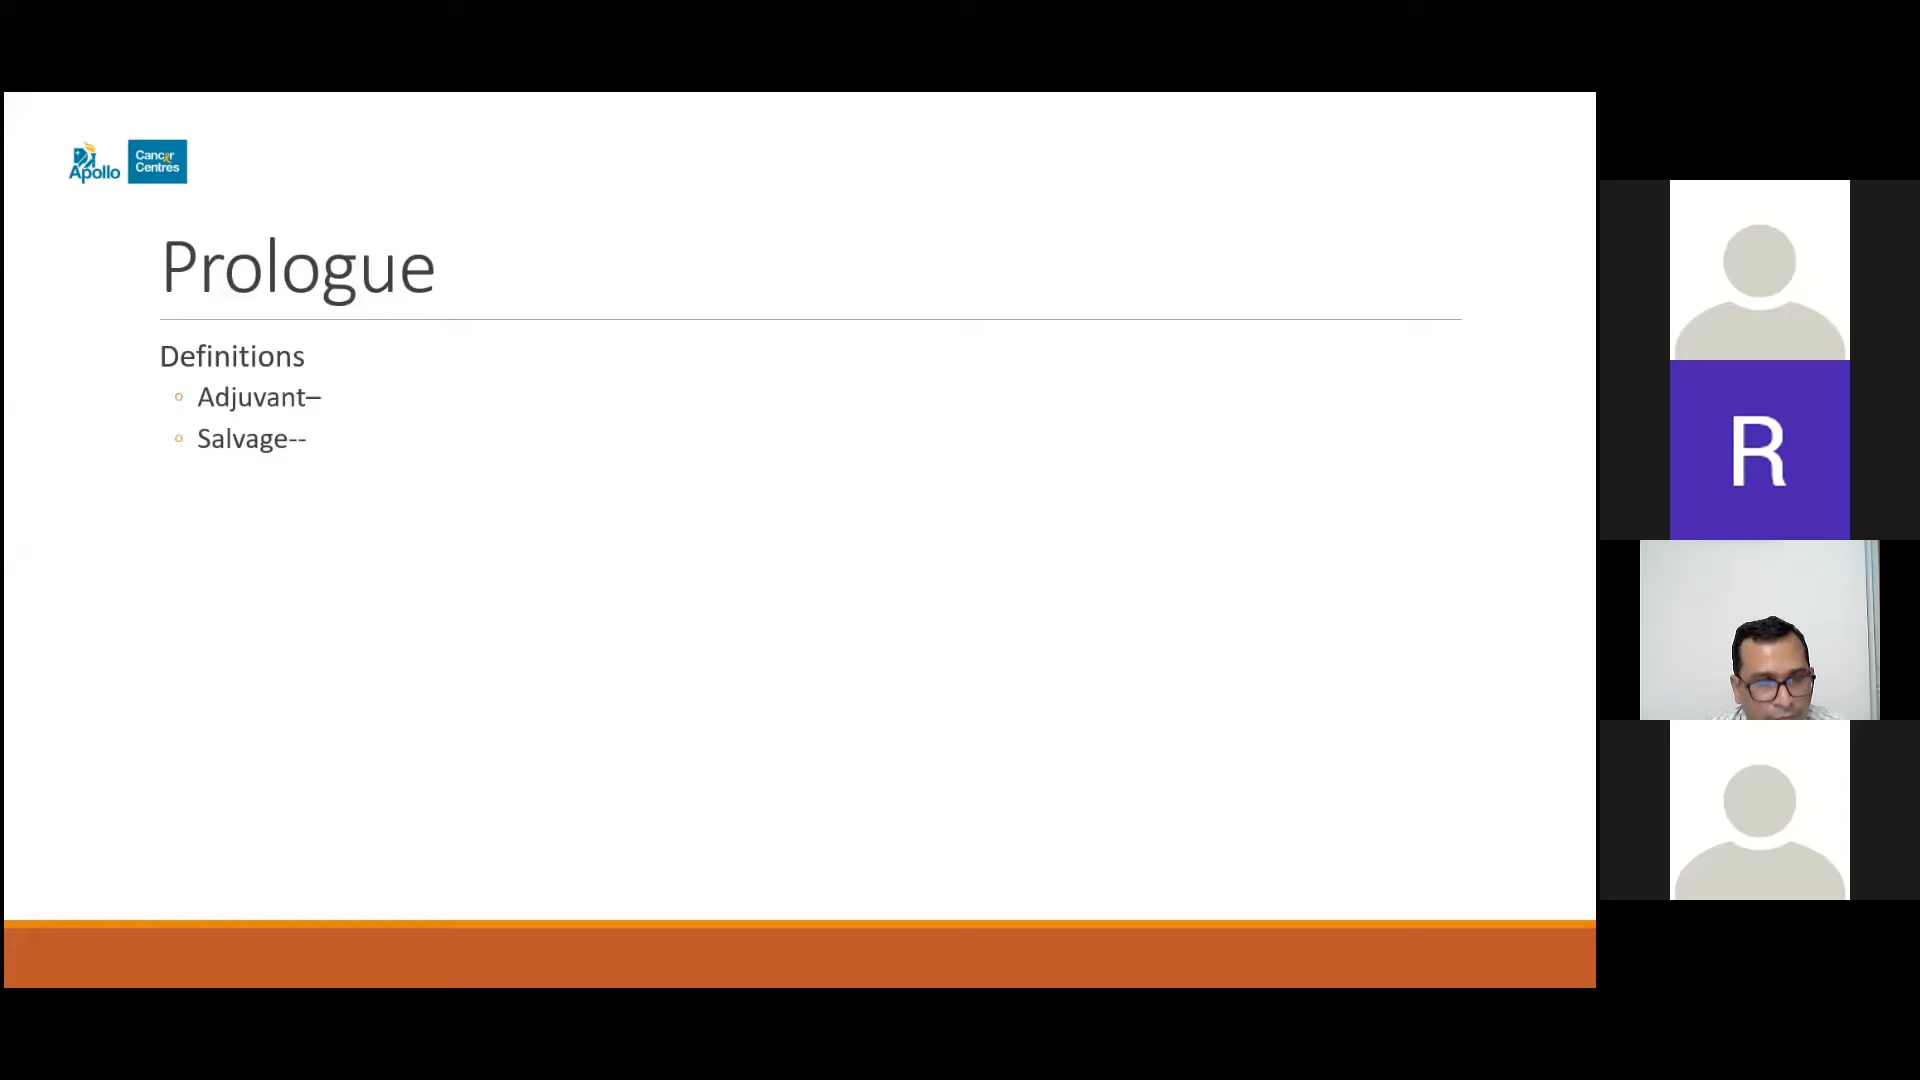 Apollo
Cancer
Centres
Prologue
Definitions
Adjuvant–
Salvage--
R